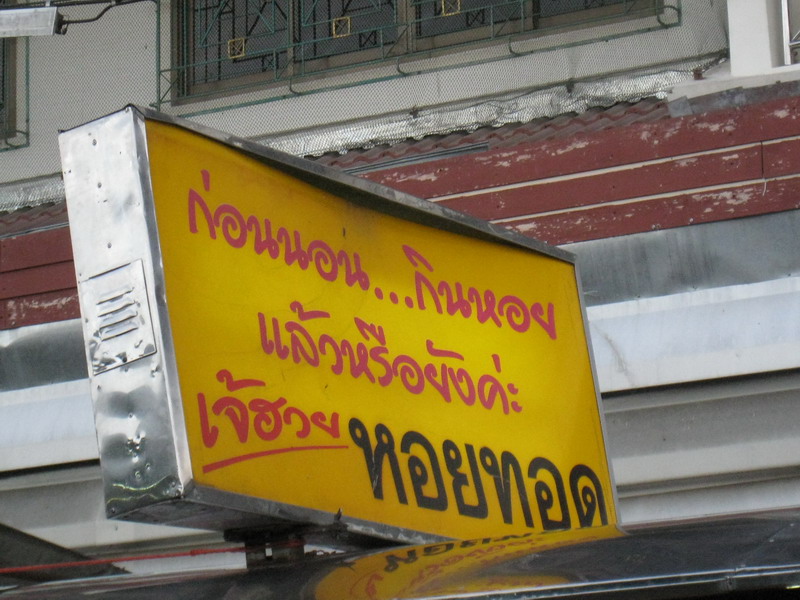 ก่อนนอน...กินหอย
แล้วหรือยังค่ะ
เจ้ฮวย หอยทอด